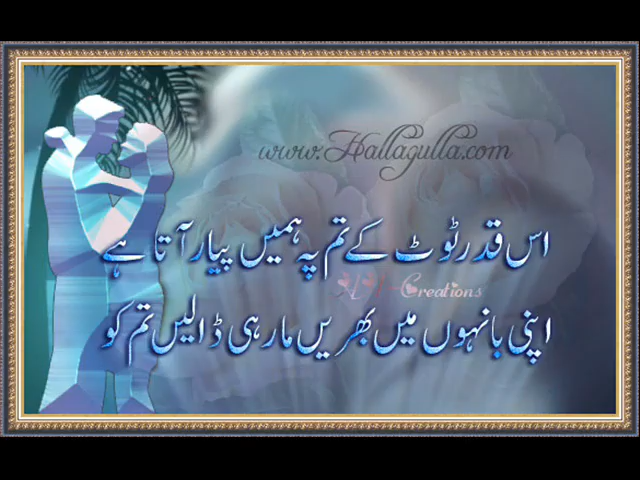 www.Hallagulla.com
اس قدر ٹوٹ کے تم پہ ہمیں پیار آتا ہے
Creations
اپنی بانہوں میں بھریں مار ہی ڈالیں تم کو